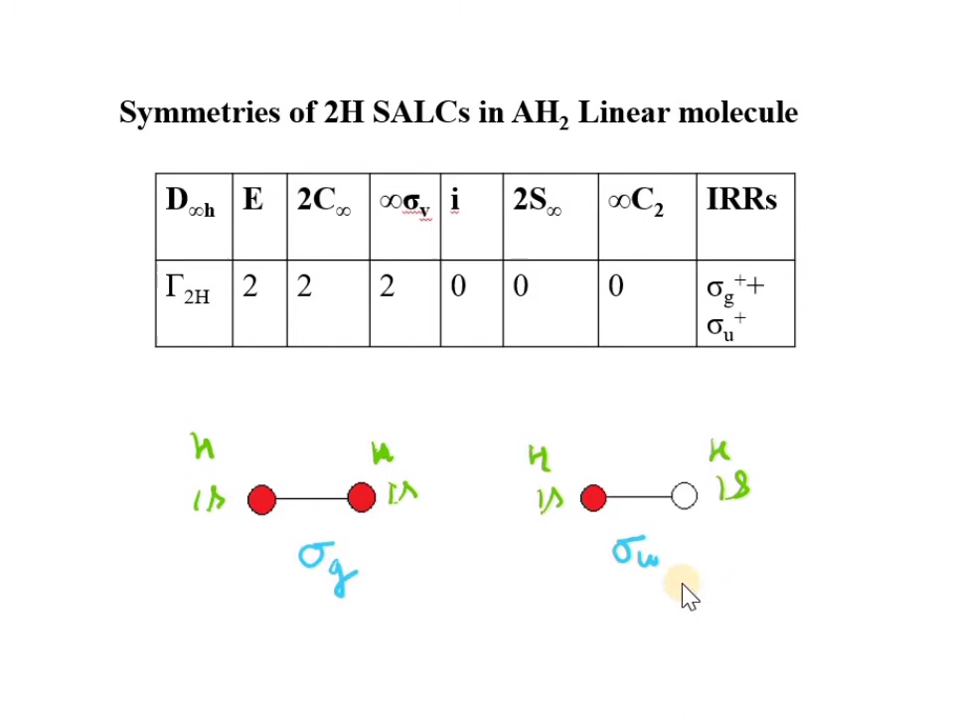 Symmetries of 2H SALCs in AH₂ Linear molecule
D∞h E 2C∞ ∞σv i 2S∞ ∞C₂ IRRs
Γ2H 2 2 2 0 0 0 σg⁺+
σu⁺
H H H H
1s 1s 1s 1s
σg σu